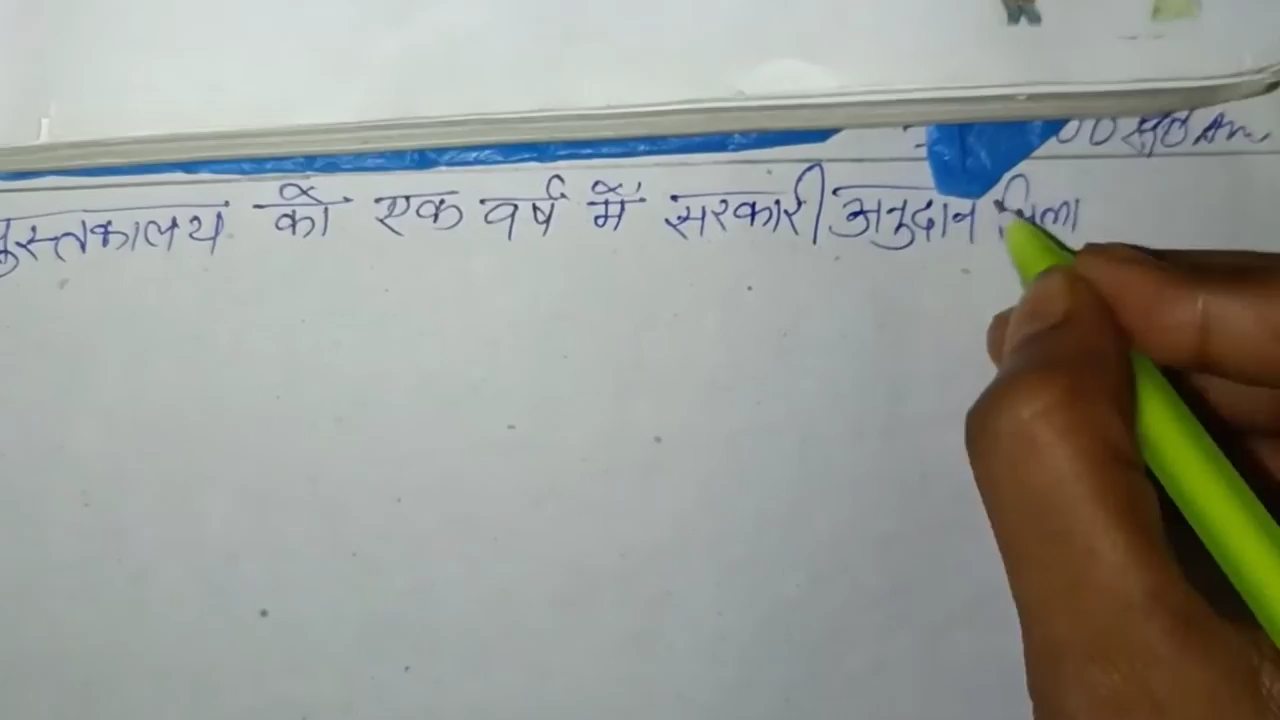 पुस्तकालय को एक वर्ष में सरकारी अनुदान मिला